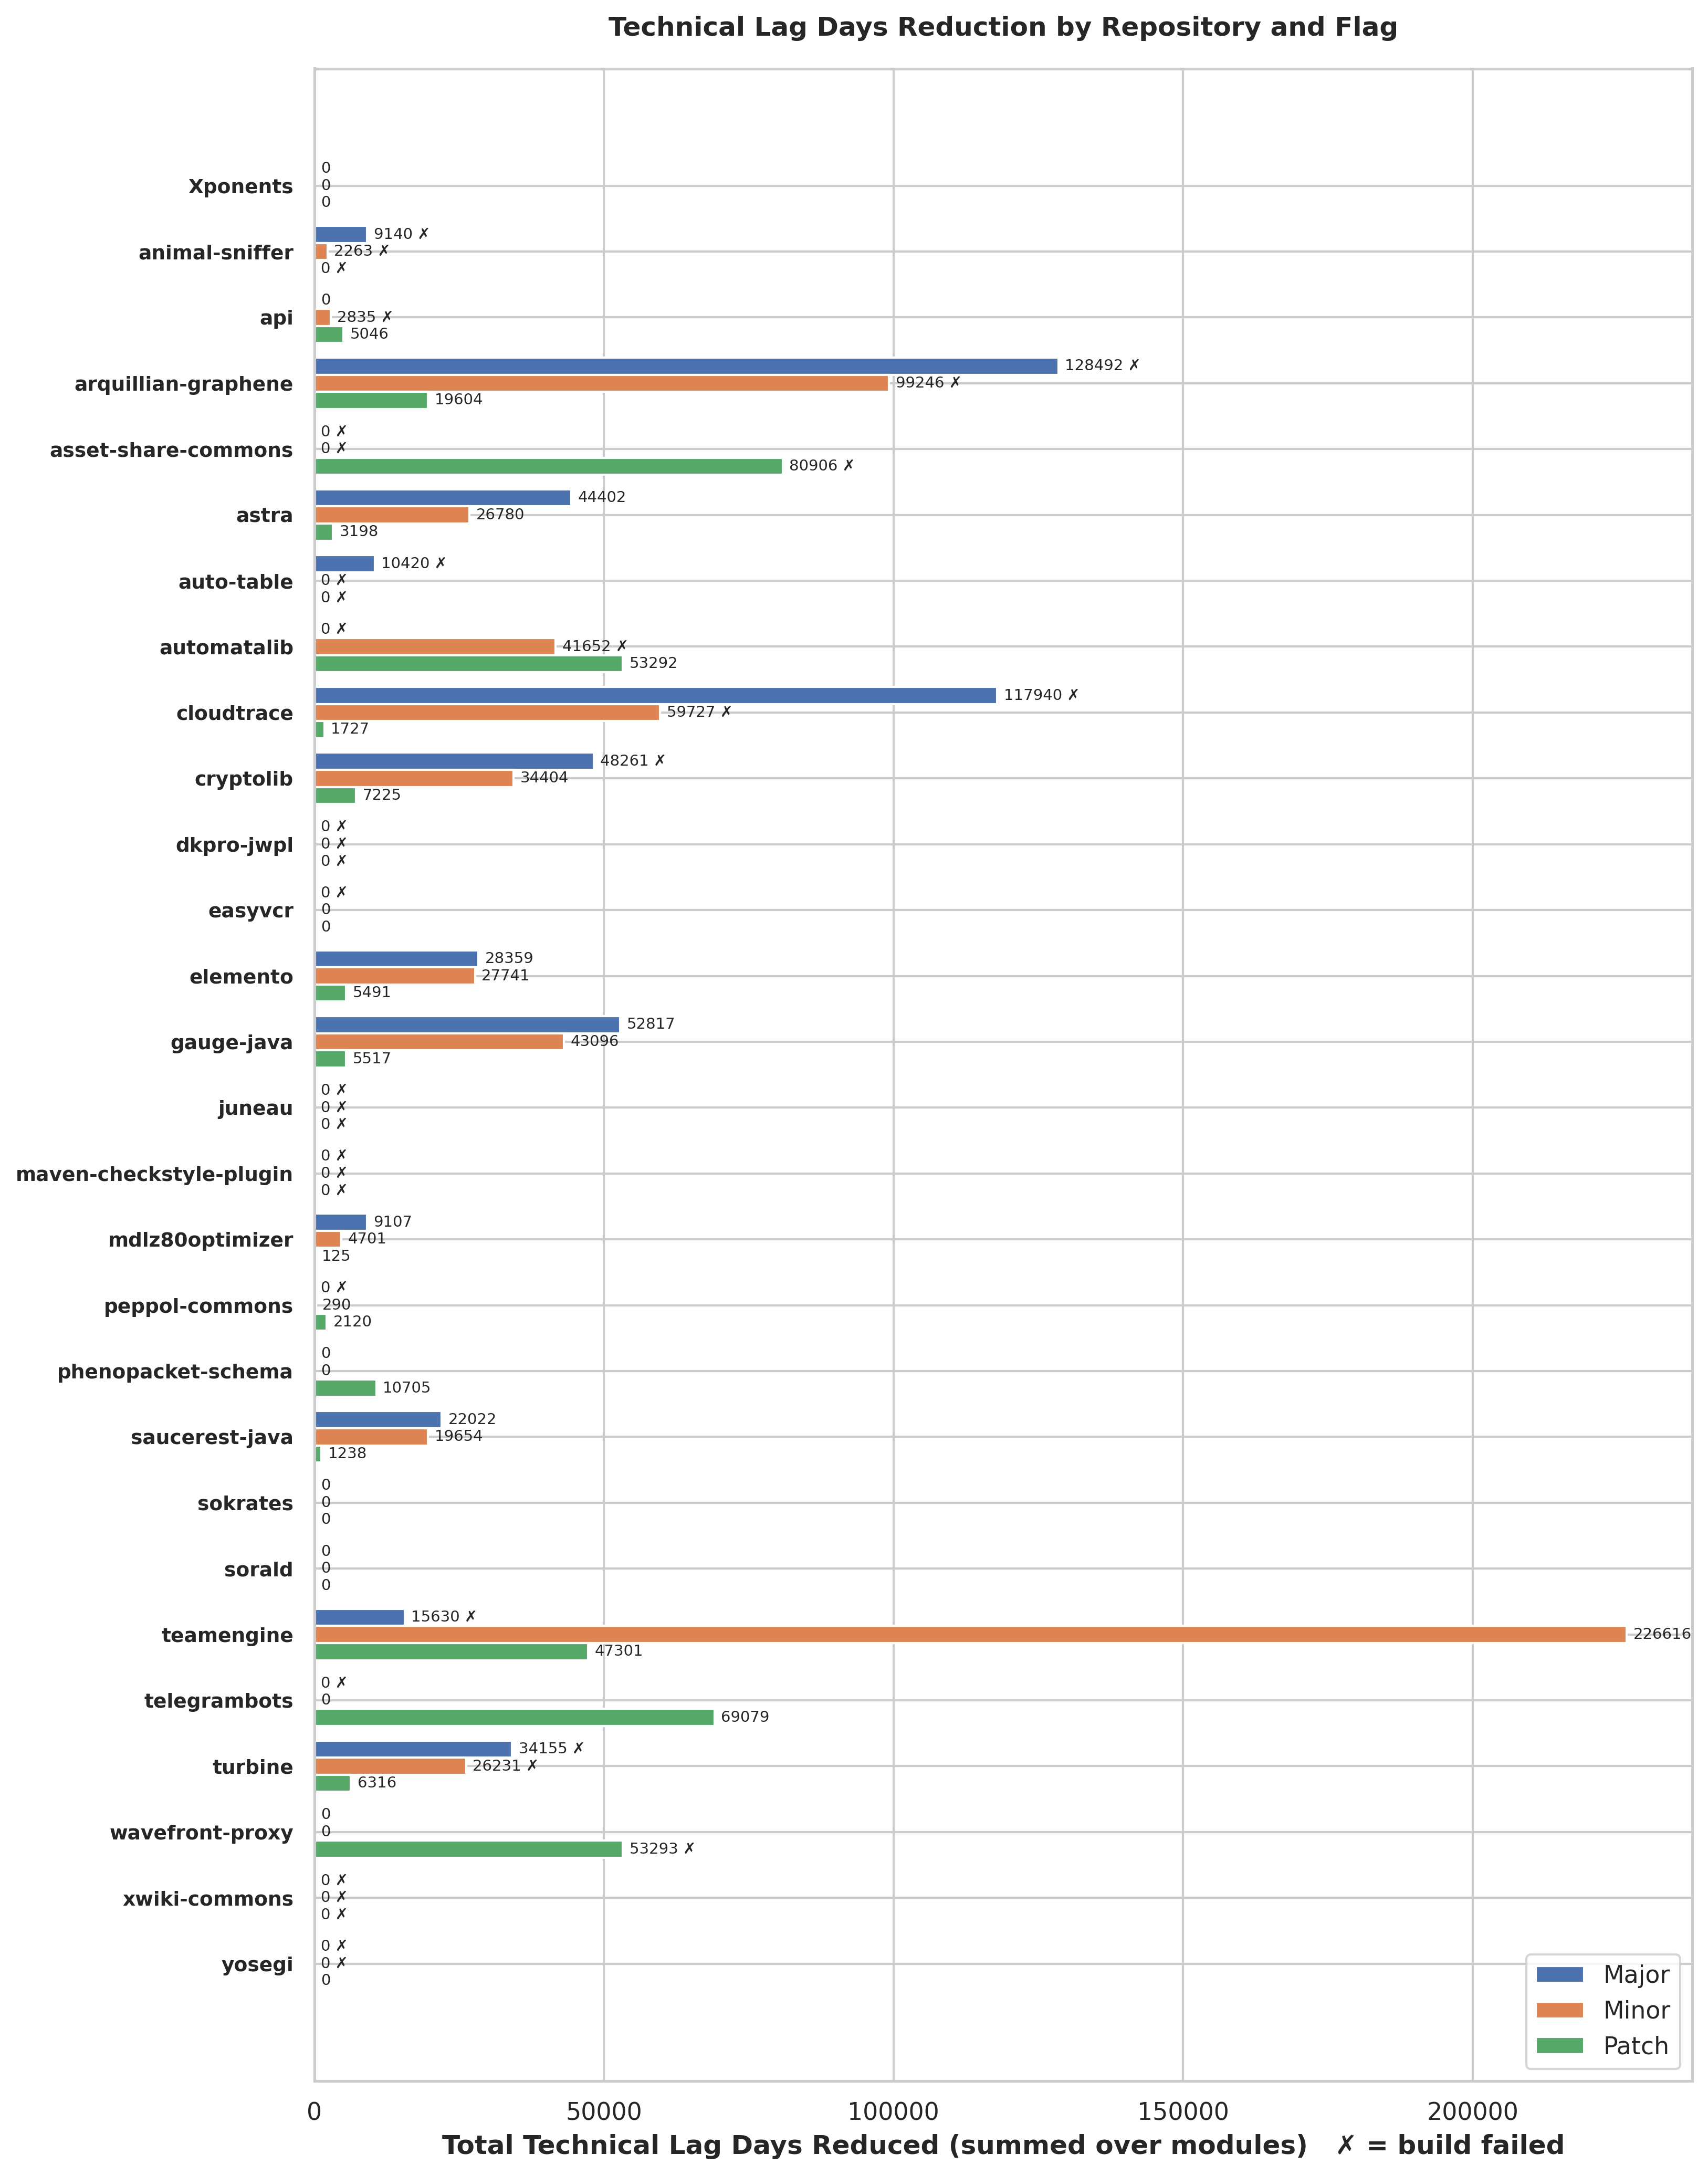 Technical Lag Days Reduction by Repository and Flag
Xponents
0
0
0
animal-sniffer
9140 ✗
2263 ✗
0 ✗
api
0
2835 ✗
5046
arquillian-graphene
128492 ✗
99246 ✗
19604
asset-share-commons
0 ✗
0 ✗
80906 ✗
astra
44402
26780
3198
auto-table
10420 ✗
0 ✗
0 ✗
automatalib
0 ✗
41652 ✗
53292
cloudtrace
117940 ✗
59727 ✗
1727
cryptolib
48261 ✗
34404
7225
dkpro-jwpl
0 ✗
0 ✗
0 ✗
easyvcr
0 ✗
0
0
elemento
28359
27741
5491
gauge-java
52817
43096
5517
juneau
0 ✗
0 ✗
0 ✗
maven-checkstyle-plugin
0 ✗
0 ✗
0 ✗
mdlz80optimizer
9107
4701
125
peppol-commons
0 ✗
290
2120
phenopacket-schema
0
0
10705
saucerest-java
22022
19654
1238
sokrates
0
0
0
sorald
0
0
0
teamengine
15630 ✗
226616
47301
telegrambots
0 ✗
0
69079
turbine
34155 ✗
26231 ✗
6316
wavefront-proxy
0
0
53293 ✗
xwiki-commons
0 ✗
0 ✗
0 ✗
yosegi
0 ✗
0 ✗
0
Major
Minor
Patch
0 50000 100000 150000 200000
Total Technical Lag Days Reduced (summed over modules) ✗ = build failed